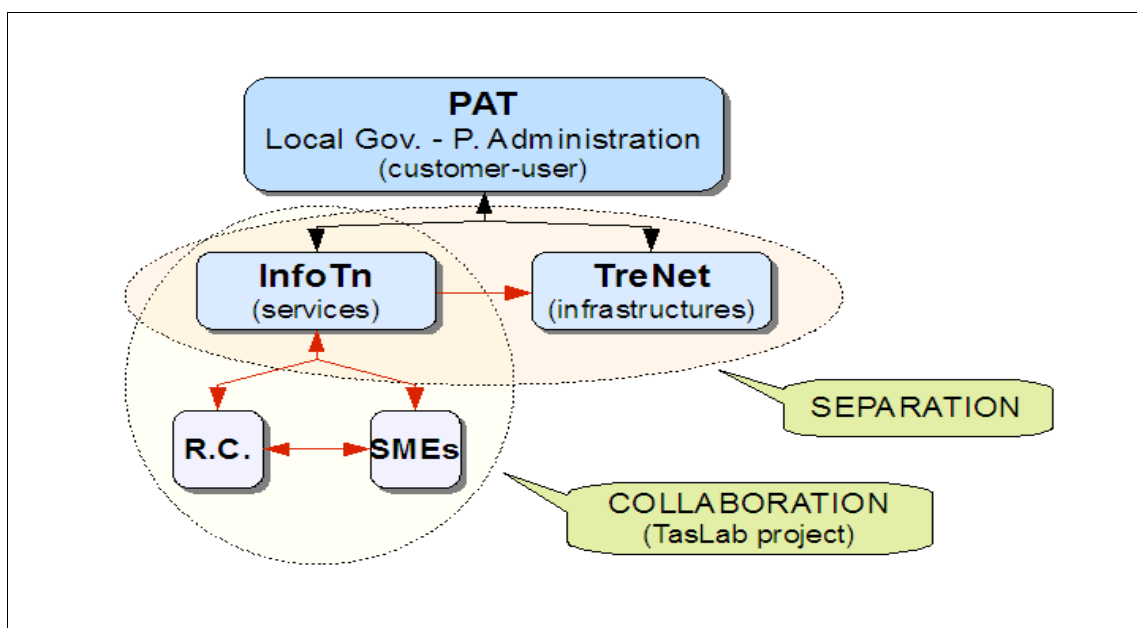 PAT
Local Gov. - P. Administration
(customer-user)
InfoTn
(services)
TreNet
(infrastructures)
SEPARATION
R.C.
SMEs
COLLABORATION
(TasLab project)